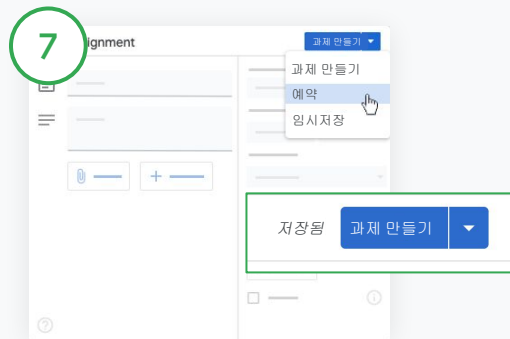 7
ignment
과제 만들기
과제 만들기
예약
임시저장
저장됨
과제 만들기